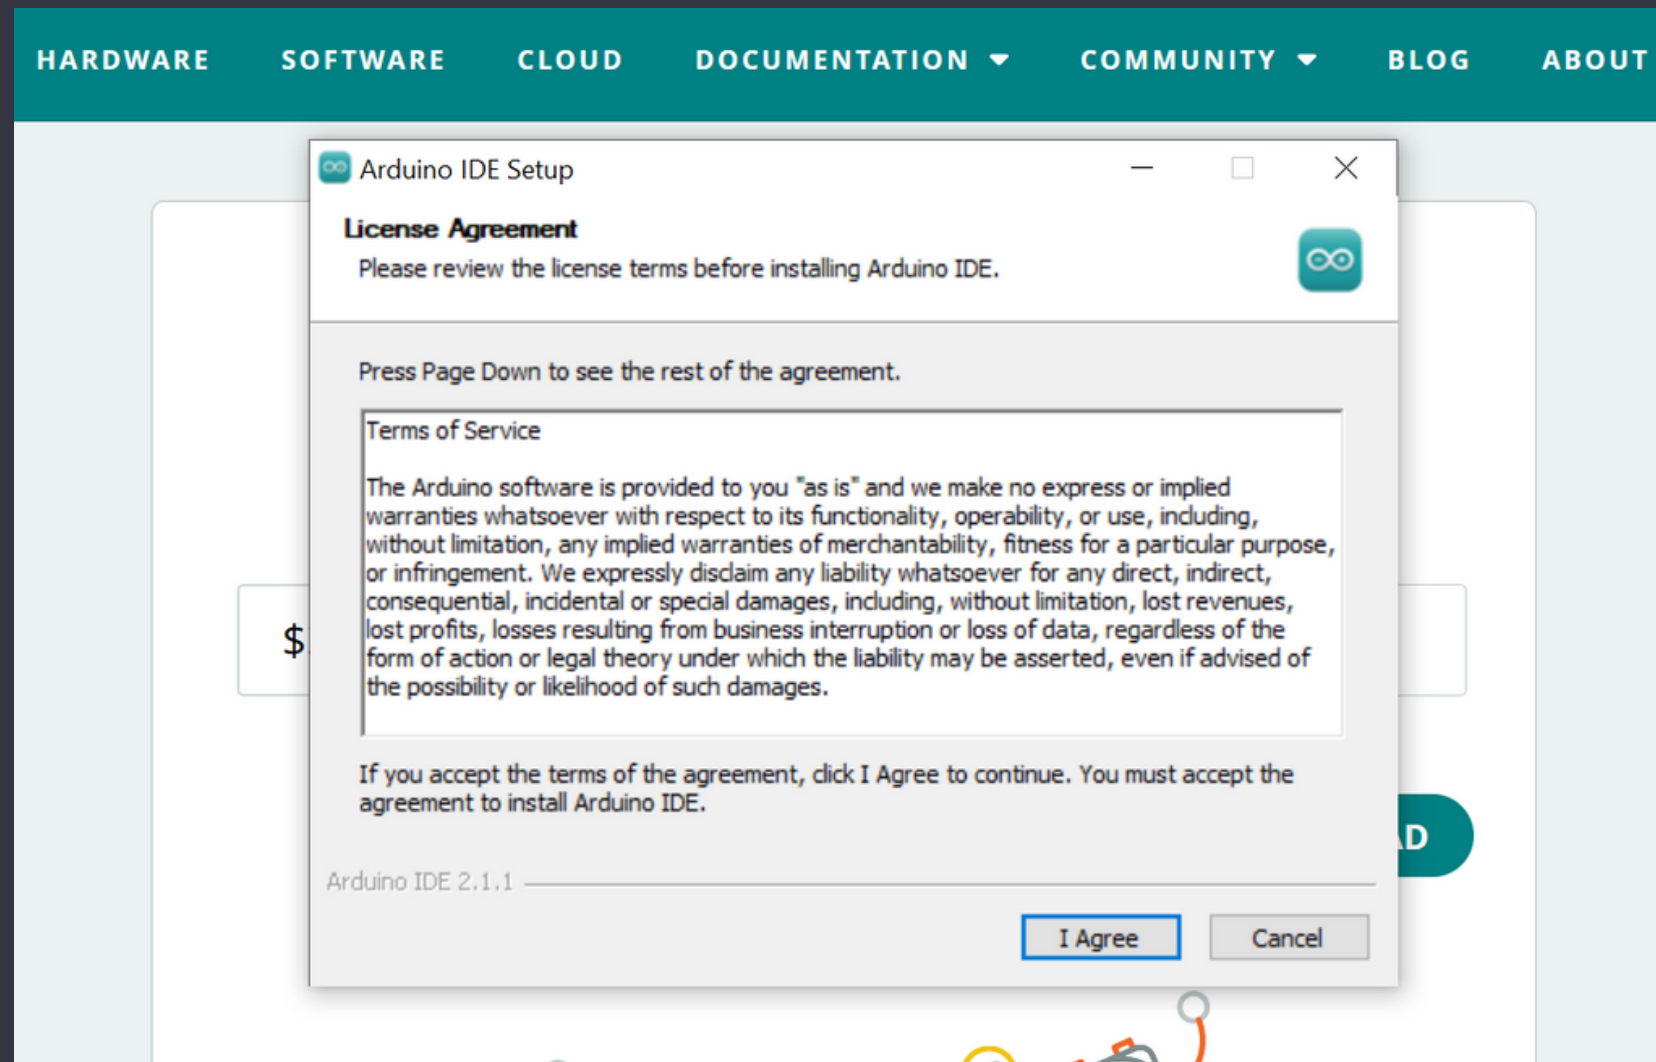 HARDWARE SOFTWARE CLOUD DOCUMENTATION COMMUNITY BLOG ABOUT
Arduino IDE Setup
License Agreement
Please review the license terms before installing Arduino IDE.
Press Page Down to see the rest of the agreement.
Terms of Service
The Arduino software is provided to you "as is" and we make no express or implied
warranties whatsoever with respect to its functionality, operability, or use, including,
without limitation, any implied warranties of merchantability, fitness for a particular purpose,
or infringement. We expressly disclaim any liability whatsoever for any direct, indirect,
consequential, incidental or special damages, including, without limitation, lost revenues,
lost profits, losses resulting from business interruption or loss of data, regardless of the
form of action or legal theory under which the liability may be asserted, even if advised of
the possibility or likelihood of such damages.
$
If you accept the terms of the agreement, click I Agree to continue. You must accept the
agreement to install Arduino IDE.
Arduino IDE 2.1.1
I Agree Cancel